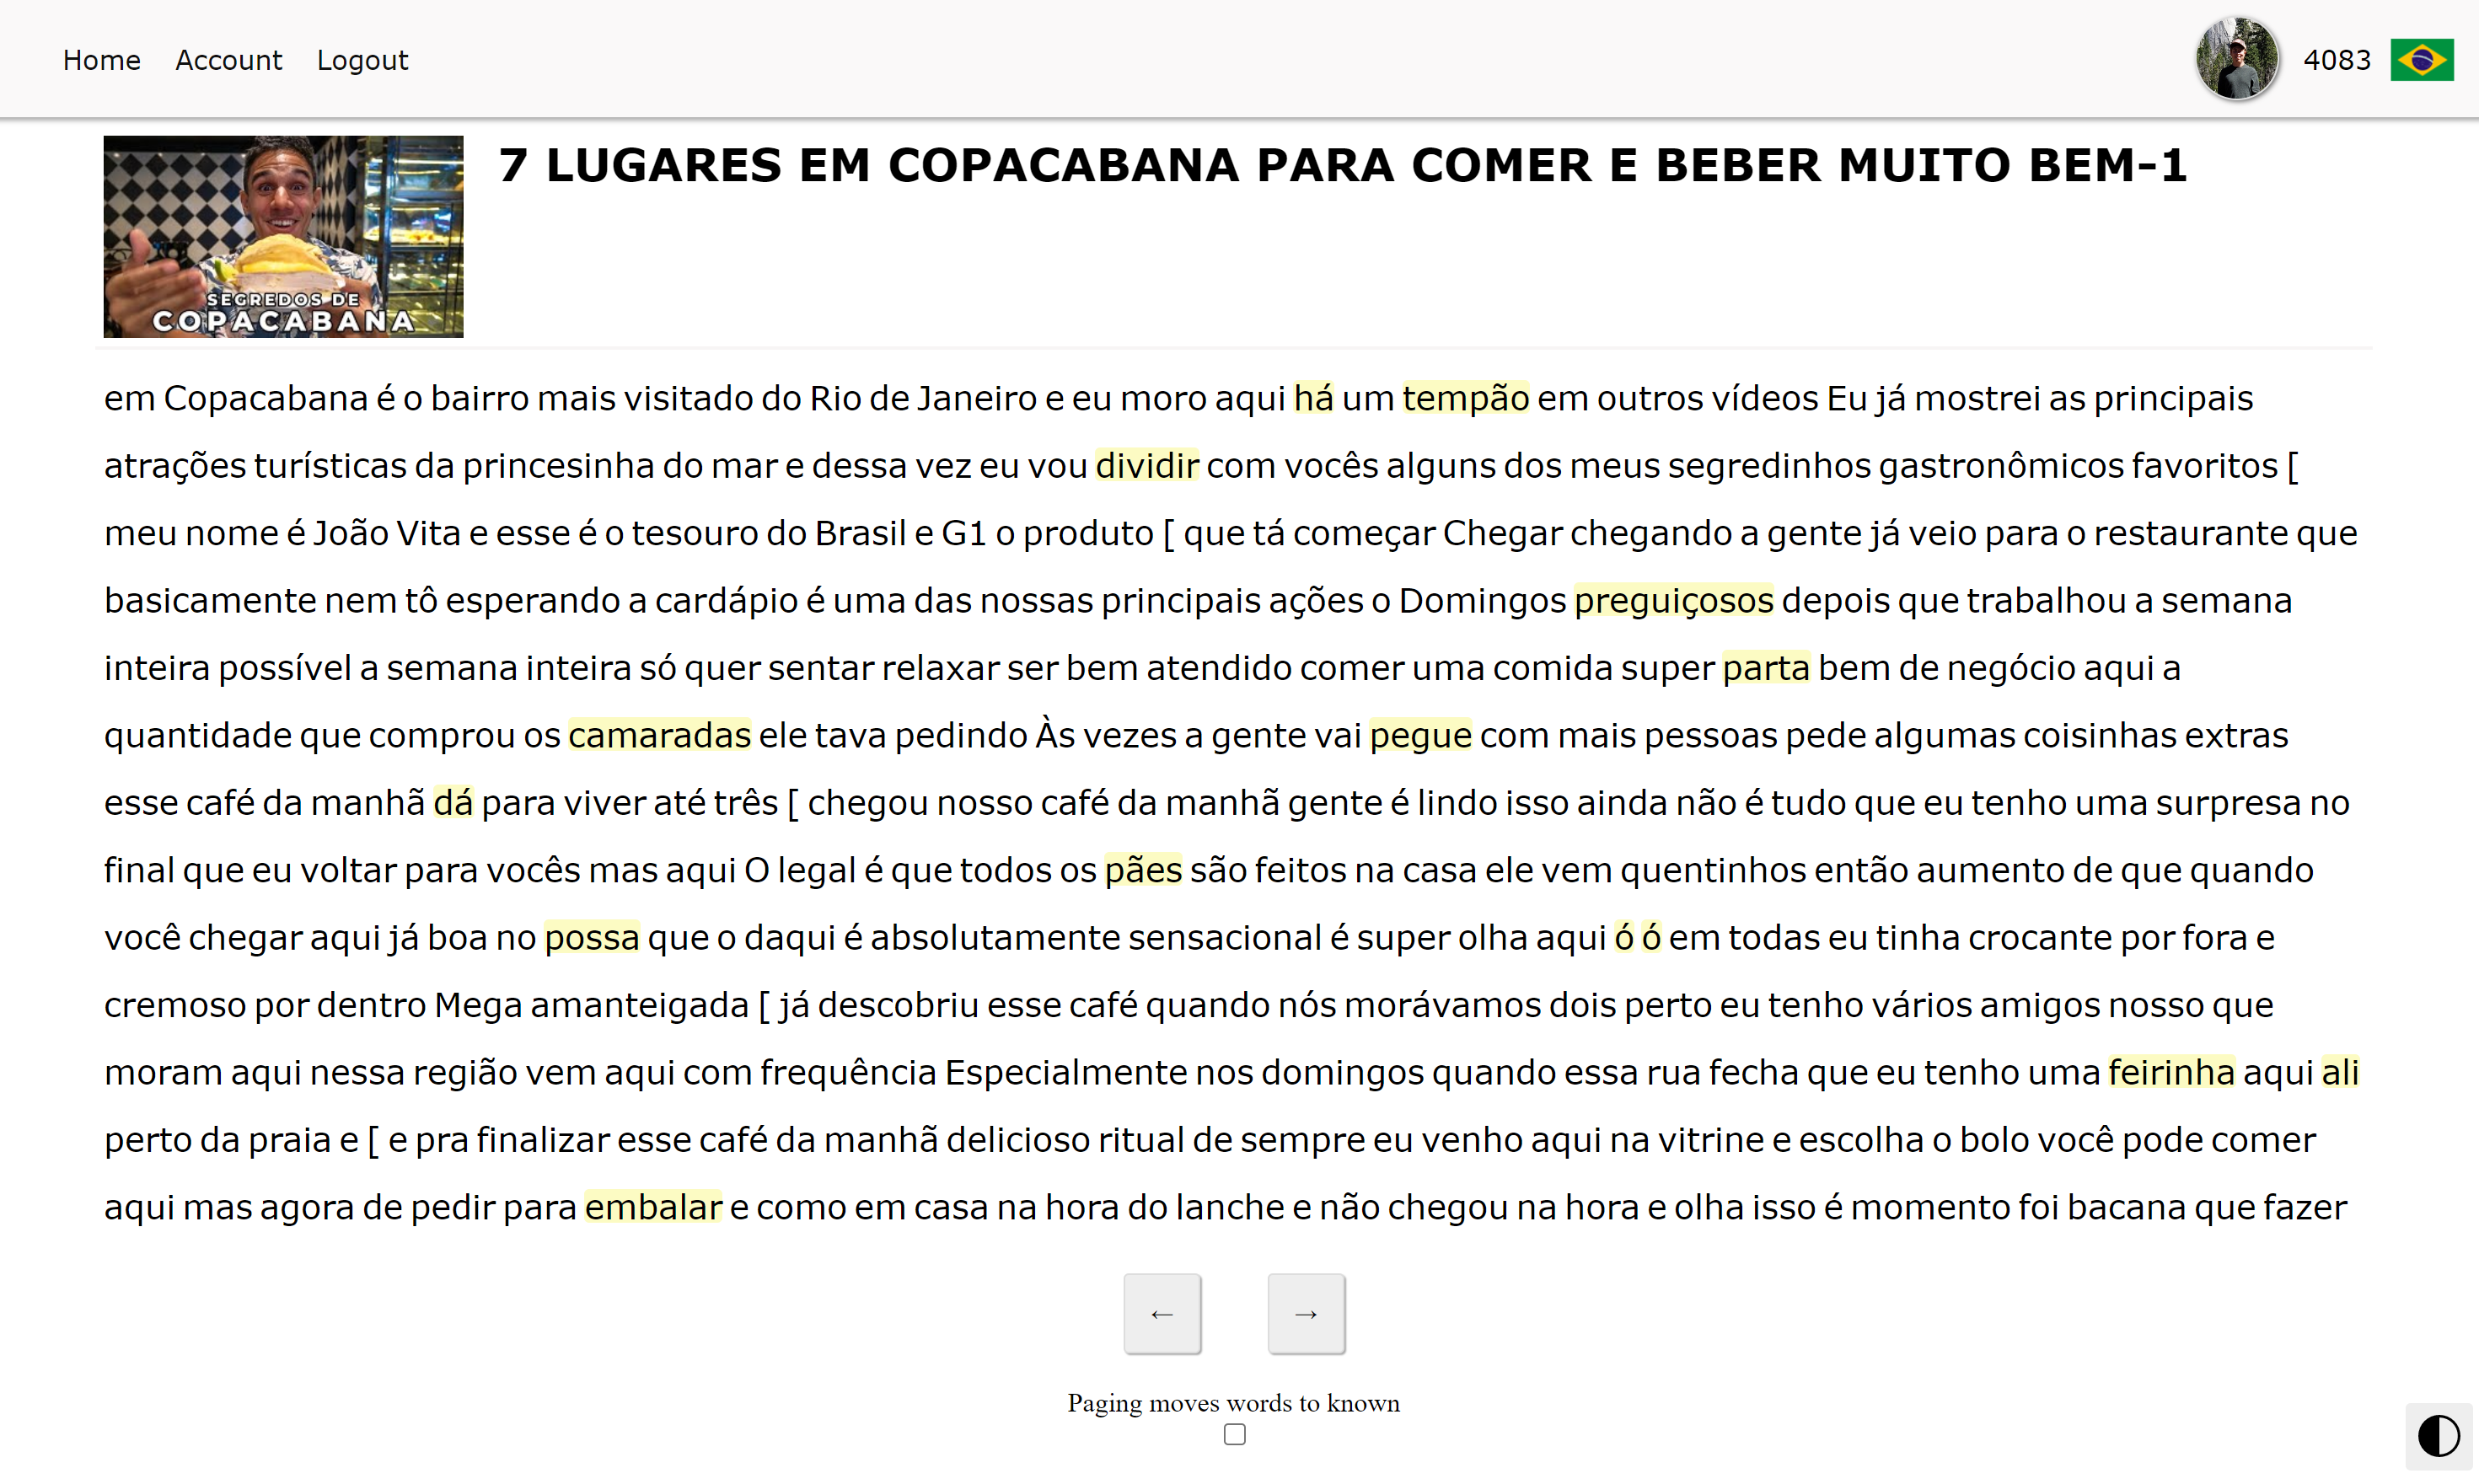 Home Account Logout
4083
7 LUGARES EM COPACABANA PARA COMER E BEBER MUITO BEM-1
SEGREDOS DE
COPACABANA
em Copacabana é o bairro mais visitado do Rio de Janeiro e eu moro aqui há um tempão em outros vídeos Eu já mostrei as principais
atrações turísticas da princesinha do mar e dessa vez eu vou dividir com vocês alguns dos meus segredinhos gastronômicos favoritos [
meu nome é João Vita e esse é o tesouro do Brasil e G1 o produto [ que tá começar Chegar chegando a gente já veio para o restaurante que
basicamente nem tô esperando a cardápio é uma das nossas principais ações o Domingos preguiçosos depois que trabalhou a semana
inteira possível a semana inteira só quer sentar relaxar ser bem atendido comer uma comida super parta bem de negócio aqui a
quantidade que comprou os camaradas ele tava pedindo Às vezes a gente vai pegue com mais pessoas pede algumas coisinhas extras
esse café da manhã dá para viver até três [ chegou nosso café da manhã gente é lindo isso ainda não é tudo que eu tenho uma surpresa no
final que eu voltar para vocês mas aqui O legal é que todos os pães são feitos na casa ele vem quentinhos então aumento de que quando
você chegar aqui já boa no possa que o daqui é absolutamente sensacional é super olha aqui ó ó em todas eu tinha crocante por fora e
cremoso por dentro Mega amanteigada [ já descobriu esse café quando nós morávamos dois perto eu tenho vários amigos nosso que
moram aqui nessa região vem aqui com frequência Especialmente nos domingos quando essa rua fecha que eu tenho uma feirinha aqui ali
perto da praia e [ e pra finalizar esse café da manhã delicioso ritual de sempre eu venho aqui na vitrine e escolha o bolo você pode comer
aqui mas agora de pedir para embalar e como em casa na hora do lanche e não chegou na hora e olha isso é momento foi bacana que fazer
← →
Paging moves words to known